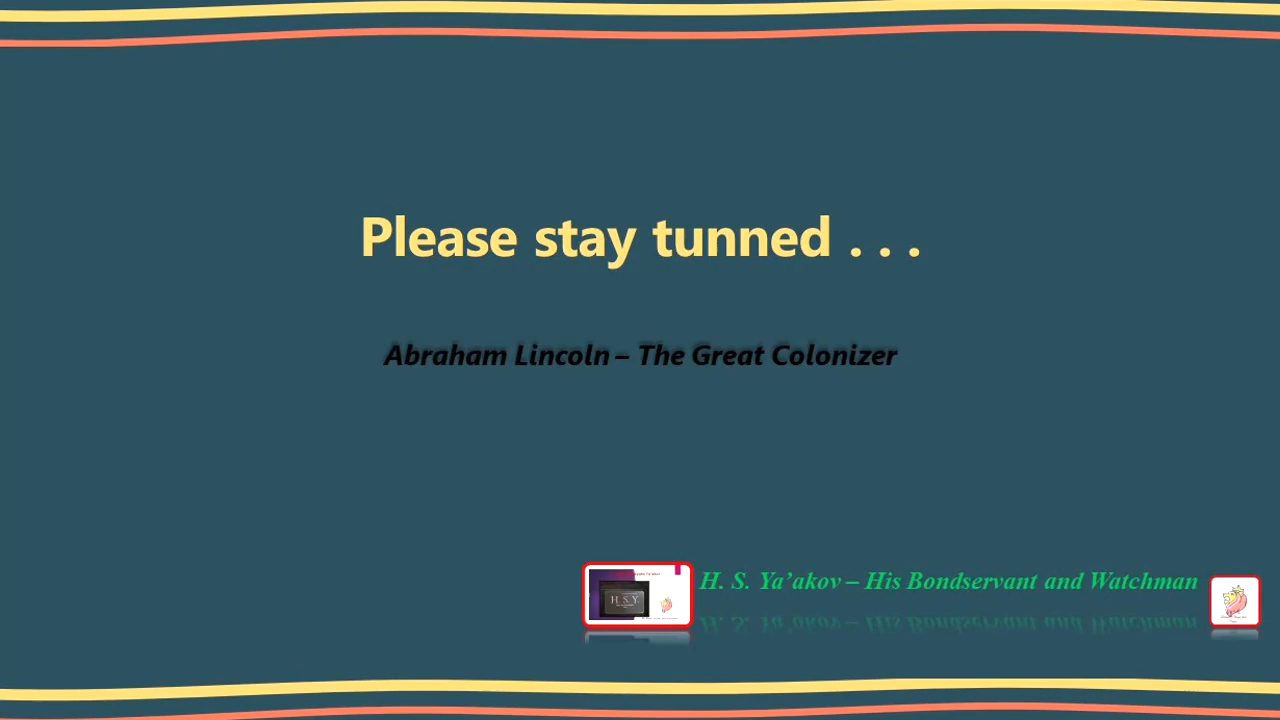 Please stay tunned . . .
Abraham Lincoln – The Great Colonizer
H. S. Ya’akov – His Bondservant and Watchman
H. S. Y.